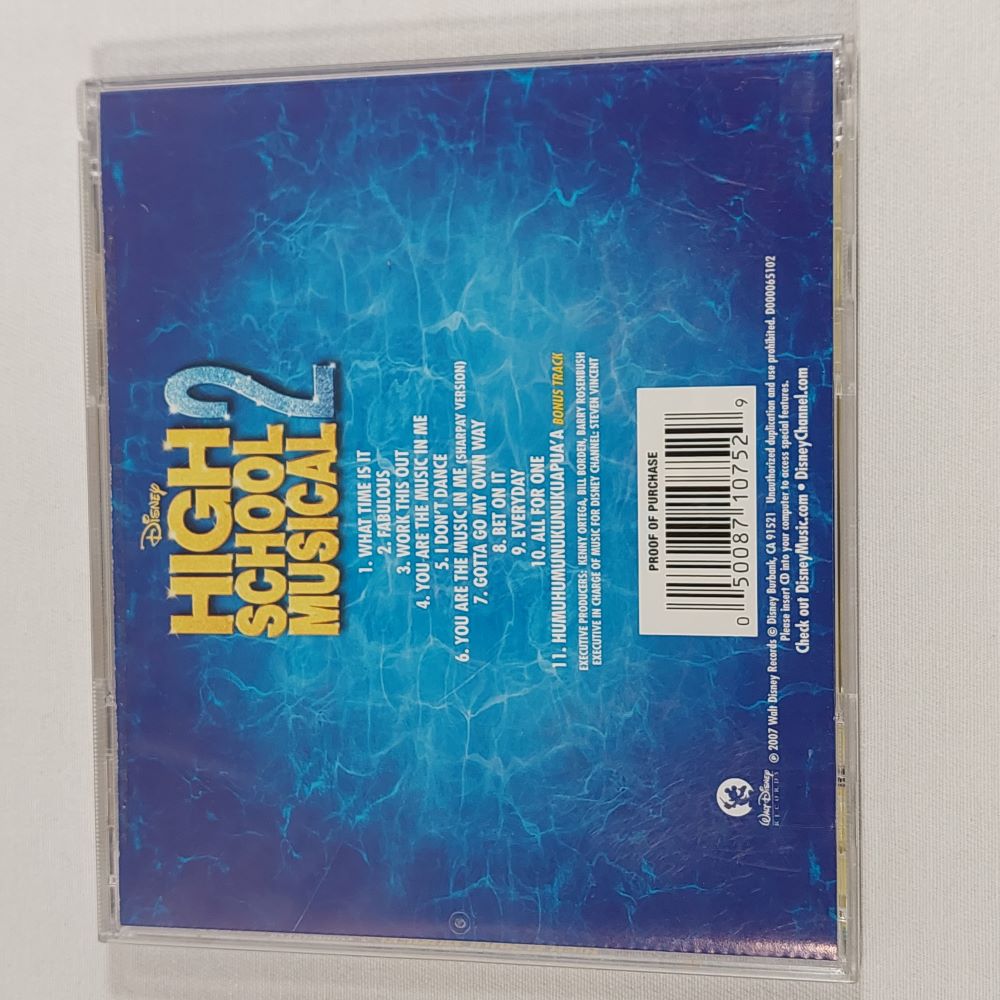 Disney
HIGH
SCHOOL
MUSICAL 2
1. WHAT TIME IS IT
2. FABULOUS
3. WORK THIS OUT
4. YOU ARE THE MUSIC IN ME
5. I DON'T DANCE
6. YOU ARE THE MUSIC IN ME (SHARPAY VERSION)
7. GOTTA GO MY OWN WAY
8. BET ON IT
9. EVERYDAY
10. ALL FOR ONE
11. HUMUHUMUNUKUNUKUAPUA'A BONUS TRACK
EXECUTIVE PRODUCERS: KENNY ORTEGA, BILL BORDEN, BARRY ROSENBUSH
EXECUTIVE IN CHARGE OF MUSIC FOR DISNEY CHANNEL: STEVEN VINCENT
PROOF OF PURCHASE
0 50087 10752 9
WALT DISNEY
RECORDS
℗ 2007 Walt Disney Records © Disney Burbank, CA 91521 Unauthorized duplication and use prohibited. D000065102
Please insert CD into your computer to access special features.
Check out DisneyMusic.com • DisneyChannel.com